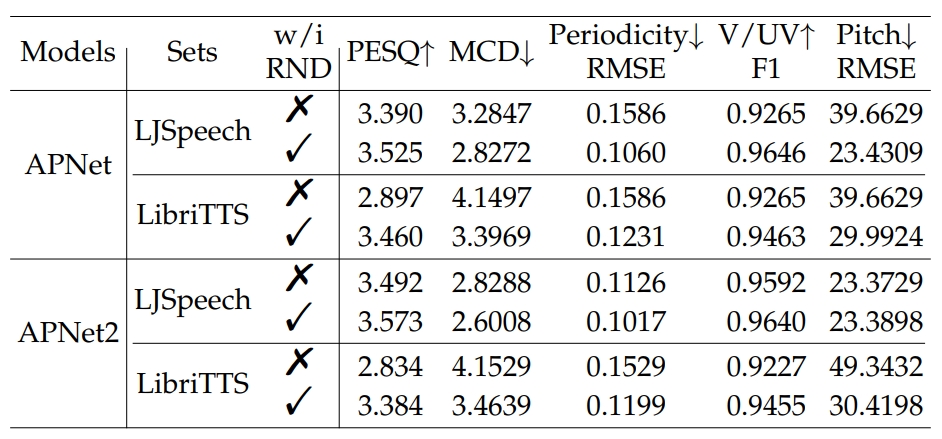 Models Sets w/i RND PESQ↑ MCD↓ Periodicity↓ RMSE V/UV↑ F1 Pitch↓ RMSE
APNet LJSpeech ✗ 3.390 3.2847 0.1586 0.9265 39.6629
✓ 3.525 2.8272 0.1060 0.9646 23.4309
LibriTTS ✗ 2.897 4.1497 0.1586 0.9265 39.6629
✓ 3.460 3.3969 0.1231 0.9463 29.9924
APNet2 LJSpeech ✗ 3.492 2.8288 0.1126 0.9592 23.3729
✓ 3.573 2.6008 0.1017 0.9640 23.3898
LibriTTS ✗ 2.834 4.1529 0.1529 0.9227 49.3432
✓ 3.384 3.4639 0.1199 0.9455 30.4198